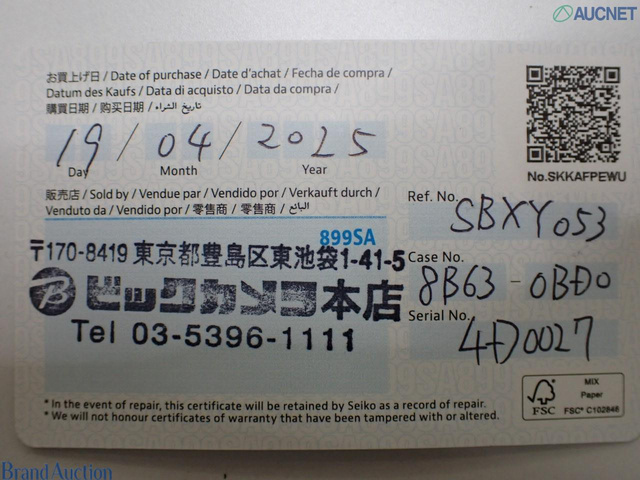 AUCNET
お買上げ日 / Date of purchase / Date d'achat / Fecha de compra /
Datum des Kaufs / Data di acquisto / Data da compra /
購買日期 / 购买日期 / تاريخ الشراء
19 / 04 / 2025
Day Month Year
No.SKKAFPEWU
販売店 / Sold by / Vendue par / Vendido por / Verkauft durch /
Venduto da / Vendido por / 零售商 / 零售商 / البائع
Ref. No. SBXY053
899SA
〒170-8419 東京都豊島区東池袋1-41-5
B ビックカメラ本店
Tel 03-5396-1111
Case No. 8B63-0BD0
Serial No. 4D0027
* In the event of repair, this certificate will be retained by Seiko as a record of repair.
* We will not honour certificates of warranty that have been tampered with or altered.
FSC
MIX
Paper
FSC® C102848
Brand Auction